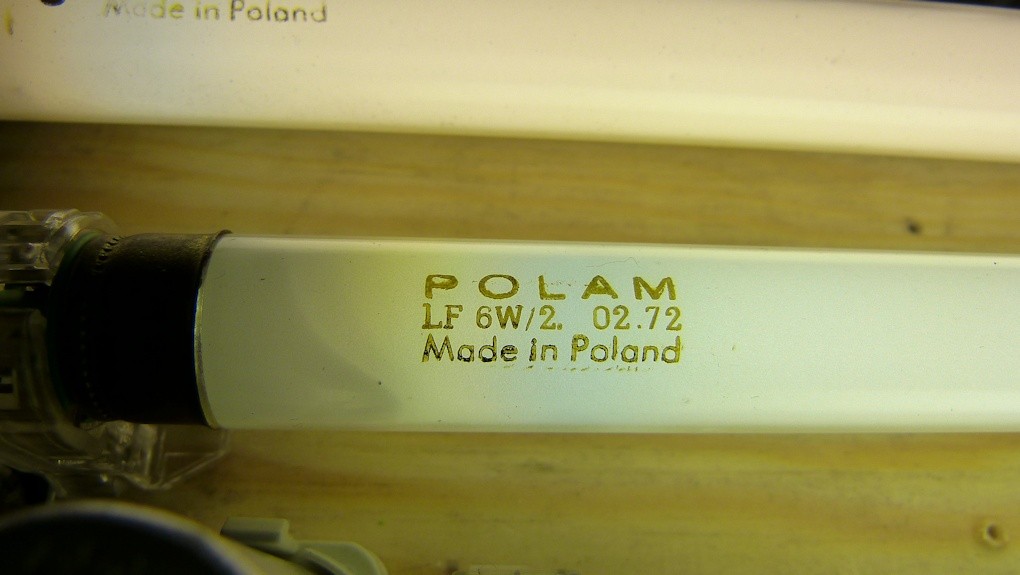 Made in Poland
POLAM
LF 6W/2. 02.72
Made in Poland